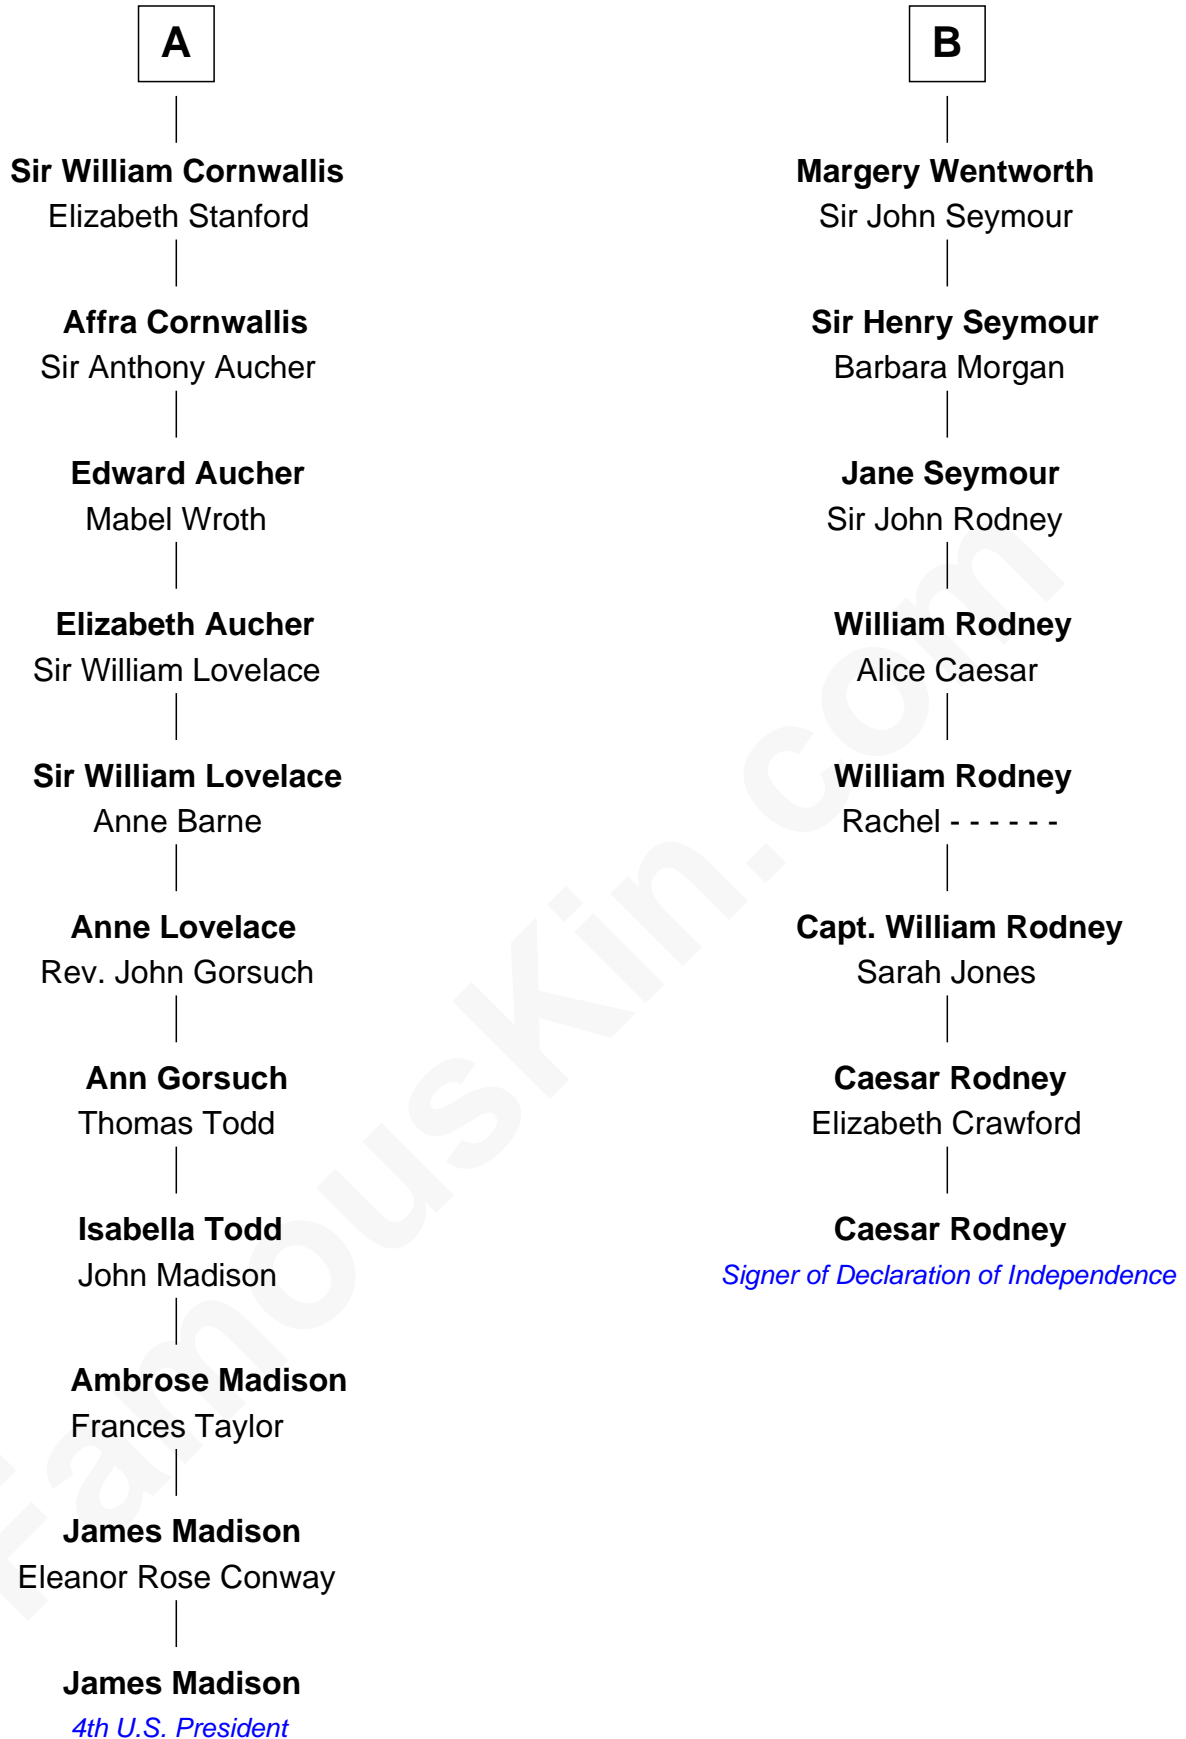 A
Sir William Cornwallis
Elizabeth Stanford
Affra Cornwallis
Sir Anthony Aucher
Edward Aucher
Mabel Wroth
Elizabeth Aucher
Sir William Lovelace
Sir William Lovelace
Anne Barne
Anne Lovelace
Rev. John Gorsuch
Ann Gorsuch
Thomas Todd
Isabella Todd
John Madison
Ambrose Madison
Frances Taylor
James Madison
Eleanor Rose Conway
James Madison
4th U.S. President
B
Margery Wentworth
Sir John Seymour
Sir Henry Seymour
Barbara Morgan
Jane Seymour
Sir John Rodney
William Rodney
Alice Caesar
William Rodney
Rachel - - - - - -
Capt. William Rodney
Sarah Jones
Caesar Rodney
Elizabeth Crawford
Caesar Rodney
Signer of Declaration of Independence
FamousKin.com